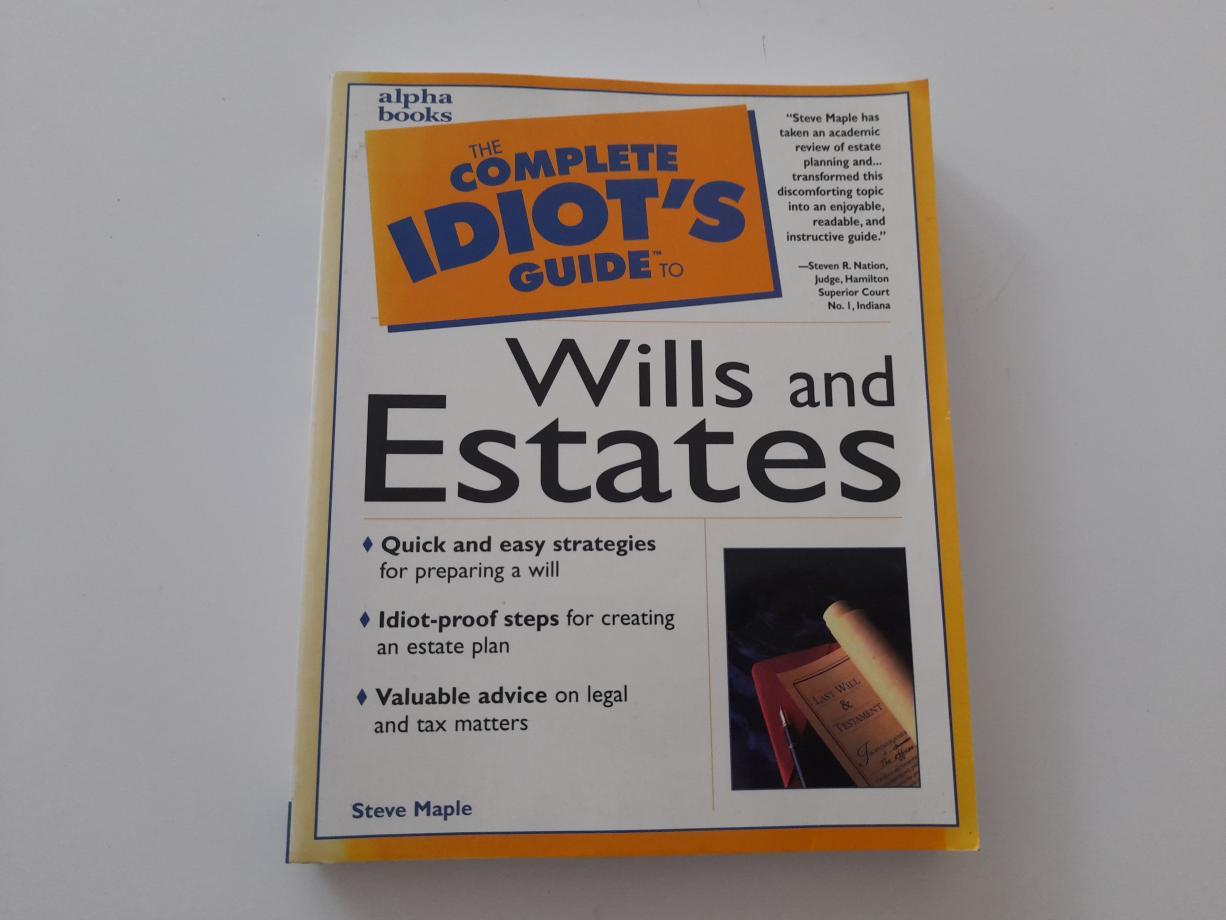 alpha
books
THE
COMPLETE
IDIOT'S
GUIDE™ TO
"Steve Maple has
taken an academic
review of estate
planning and...
transformed this
discomforting topic
into an enjoyable,
readable, and
instructive guide."
—Steven R. Nation,
Judge, Hamilton
Superior Court
No. 1, Indiana
Wills and
Estates
♦ Quick and easy strategies
for preparing a will
♦ Idiot-proof steps for creating
an estate plan
♦ Valuable advice on legal
and tax matters
LAST WILL
&
TESTAMENT
Steve Maple